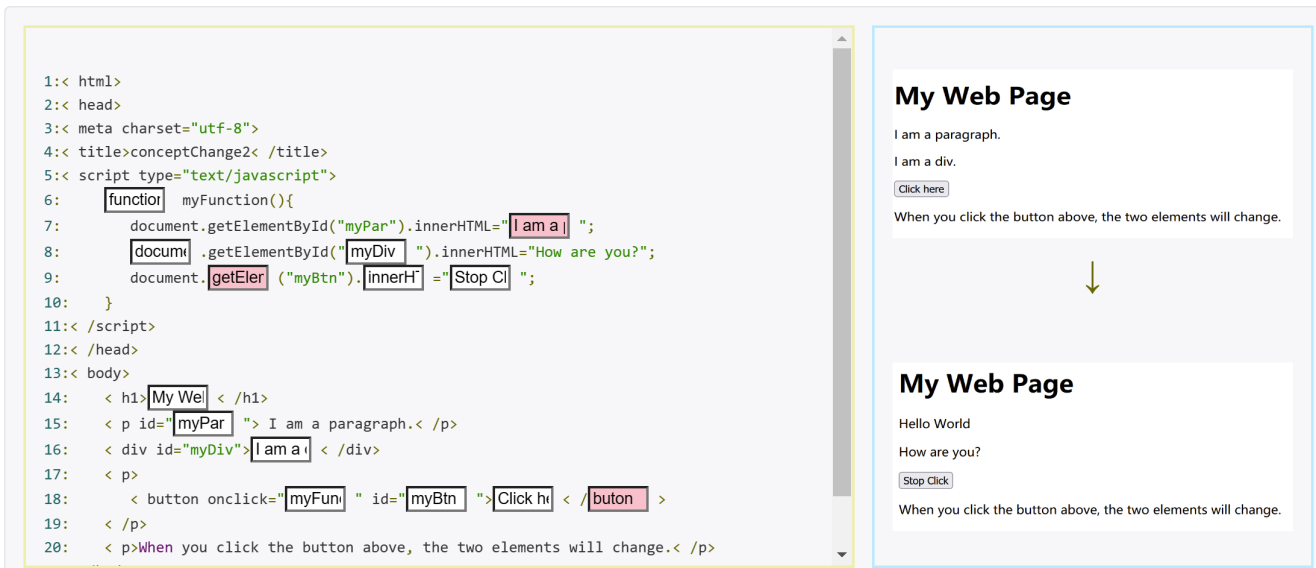 1:< html>
2:< head>
3:< meta charset="utf-8">
4:< title>conceptChange2< /title>
5:< script type="text/javascript">
6: function myFunction(){
7: document.getElementById("myPar").innerHTML="I am a ";
8: docume .getElementById("myDiv ").innerHTML="How are you?";
9: document.getEler ("myBtn").innerH ="Stop Cl ";
10: }
11:< /script>
12:< /head>
13:< body>
14: < h1>My We < /h1>
15: < p id="myPar "> I am a paragraph.< /p>
16: < div id="myDiv">I am a < /div>
17: < p>
18: < button onclick="myFun " id="myBtn ">Click h < /buton >
19: < /p>
20: < p>When you click the button above, the two elements will change.< /p>
My Web Page
I am a paragraph.
I am a div.
Click here
When you click the button above, the two elements will change.
↓
My Web Page
Hello World
How are you?
Stop Click
When you click the button above, the two elements will change.